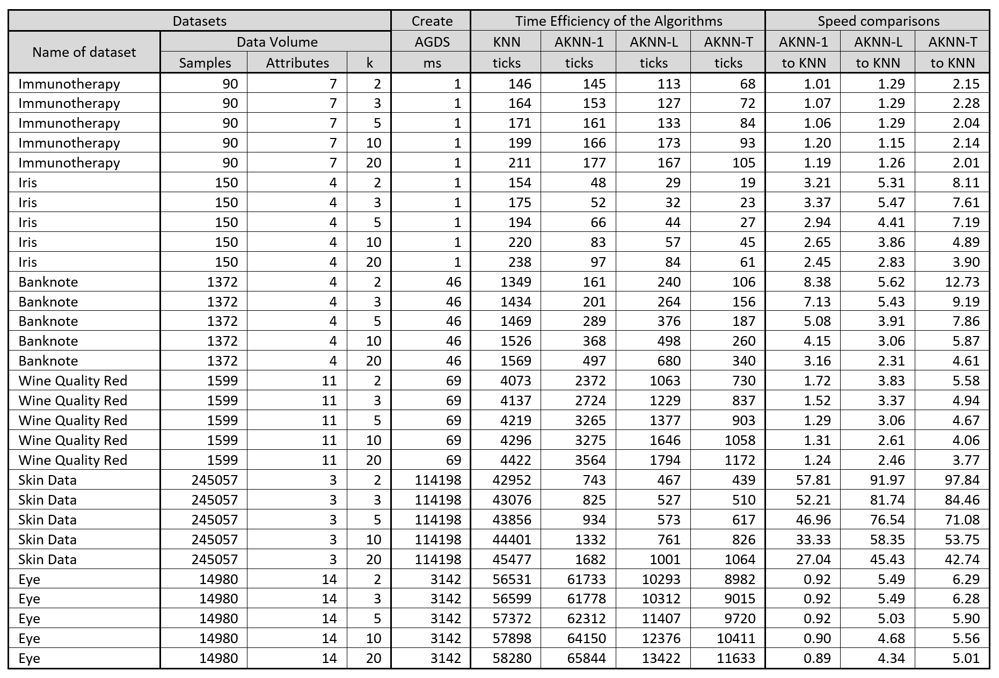 Datasets Create Time Efficiency of the Algorithms Speed comparisons
Name of dataset Data Volume AGDS KNN AKNN-1 AKNN-L AKNN-T AKNN-1 AKNN-L AKNN-T
Samples Attributes k ms ticks ticks ticks ticks to KNN to KNN to KNN
Immunotherapy 90 7 2 1 146 145 113 68 1.01 1.29 2.15
Immunotherapy 90 7 3 1 164 153 127 72 1.07 1.29 2.28
Immunotherapy 90 7 5 1 171 161 133 84 1.06 1.29 2.04
Immunotherapy 90 7 10 1 199 166 173 93 1.20 1.15 2.14
Immunotherapy 90 7 20 1 211 177 167 105 1.19 1.26 2.01
Iris 150 4 2 1 154 48 29 19 3.21 5.31 8.11
Iris 150 4 3 1 175 52 32 23 3.37 5.47 7.61
Iris 150 4 5 1 194 66 44 27 2.94 4.41 7.19
Iris 150 4 10 1 220 83 57 45 2.65 3.86 4.89
Iris 150 4 20 1 238 97 84 61 2.45 2.83 3.90
Banknote 1372 4 2 46 1349 161 240 106 8.38 5.62 12.73
Banknote 1372 4 3 46 1434 201 264 156 7.13 5.43 9.19
Banknote 1372 4 5 46 1469 289 376 187 5.08 3.91 7.86
Banknote 1372 4 10 46 1526 368 498 260 4.15 3.06 5.87
Banknote 1372 4 20 46 1569 497 680 340 3.16 2.31 4.61
Wine Quality Red 1599 11 2 69 4073 2372 1063 730 1.72 3.83 5.58
Wine Quality Red 1599 11 3 69 4137 2724 1229 837 1.52 3.37 4.94
Wine Quality Red 1599 11 5 69 4219 3265 1377 903 1.29 3.06 4.67
Wine Quality Red 1599 11 10 69 4296 3275 1646 1058 1.31 2.61 4.06
Wine Quality Red 1599 11 20 69 4422 3564 1794 1172 1.24 2.46 3.77
Skin Data 245057 3 2 114198 42952 743 467 439 57.81 91.97 97.84
Skin Data 245057 3 3 114198 43076 825 527 510 52.21 81.74 84.46
Skin Data 245057 3 5 114198 43856 934 573 617 46.96 76.54 71.08
Skin Data 245057 3 10 114198 44401 1332 761 826 33.33 58.35 53.75
Skin Data 245057 3 20 114198 45477 1682 1001 1064 27.04 45.43 42.74
Eye 14980 14 2 3142 56531 61733 10293 8982 0.92 5.49 6.29
Eye 14980 14 3 3142 56599 61778 10312 9015 0.92 5.49 6.28
Eye 14980 14 5 3142 57372 62312 11407 9720 0.92 5.03 5.90
Eye 14980 14 10 3142 57898 64150 12376 10411 0.90 4.68 5.56
Eye 14980 14 20 3142 58280 65844 13422 11633 0.89 4.34 5.01